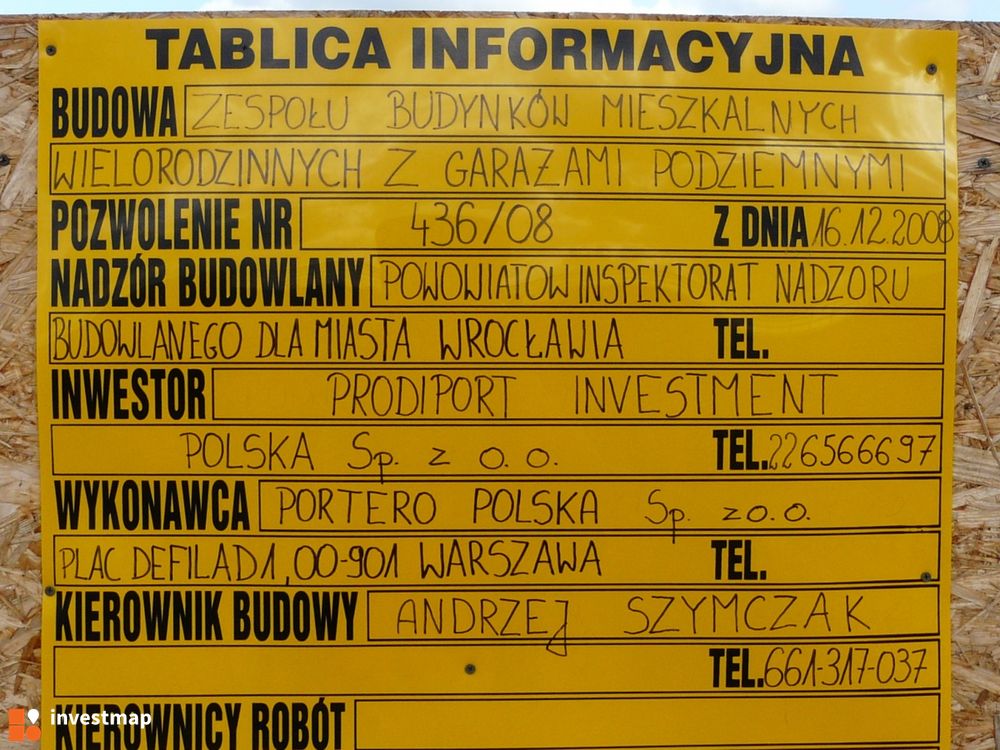 TABLICA INFORMACYJNA
BUDOWA ZESPOŁU BUDYNKÓW MIESZKALNYCH
WIELORODZINNYCH Z GARAŻAMI PODZIEMNYMI
POZWOLENIE NR 436/08 Z DNIA 16.12.2008
NADZÓR BUDOWLANY POWOWIATOW INSPEKTORAT NADZORU
BUDOWLANEGO DLA MIASTA WROCŁAWIA TEL.
INWESTOR PRODIPORT INVESTMENT
POLSKA Sp. z o.o. TEL. 226566697
WYKONAWCA PORTERO POLSKA Sp. zo.o.
PLAC DEFILAD 1, 00-901 WARSZAWA TEL.
KIEROWNIK BUDOWY ANDRZEJ SZYMCZAK
TEL. 661-317-037
KIEROWNICY ROBÓT
investmap